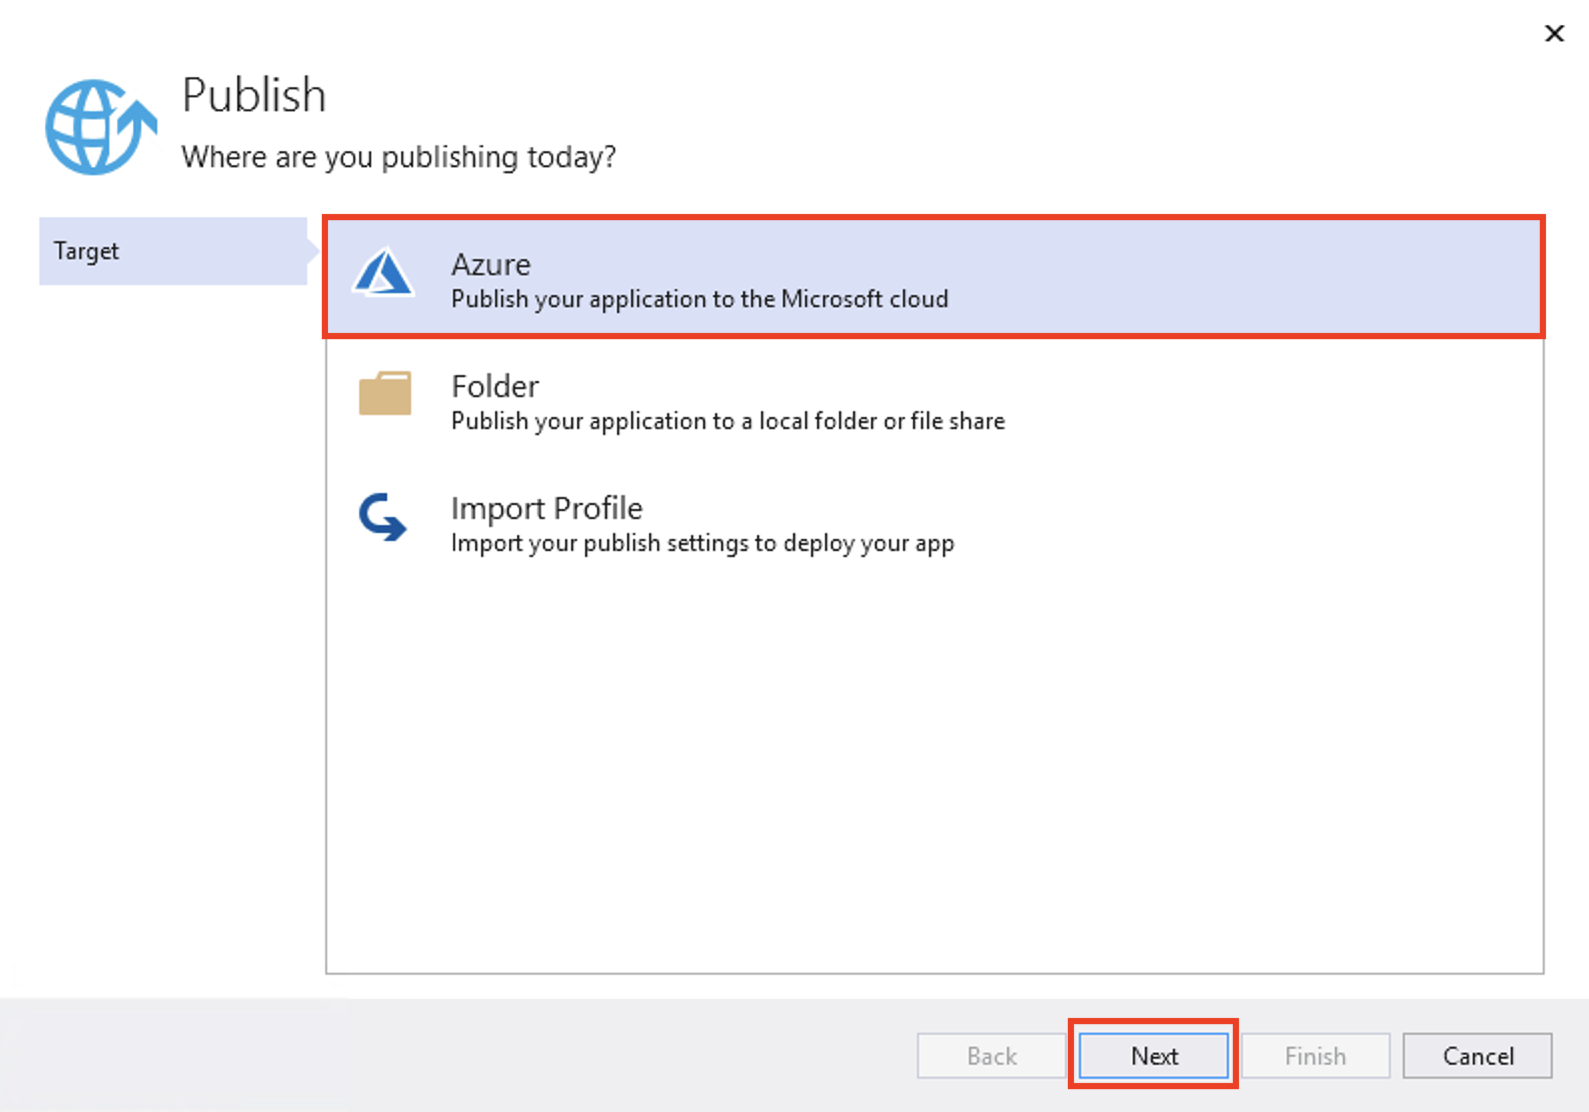 Publish
Where are you publishing today?
Target
Azure
Publish your application to the Microsoft cloud
Folder
Publish your application to a local folder or file share
Import Profile
Import your publish settings to deploy your app
Back
Next
Finish
Cancel